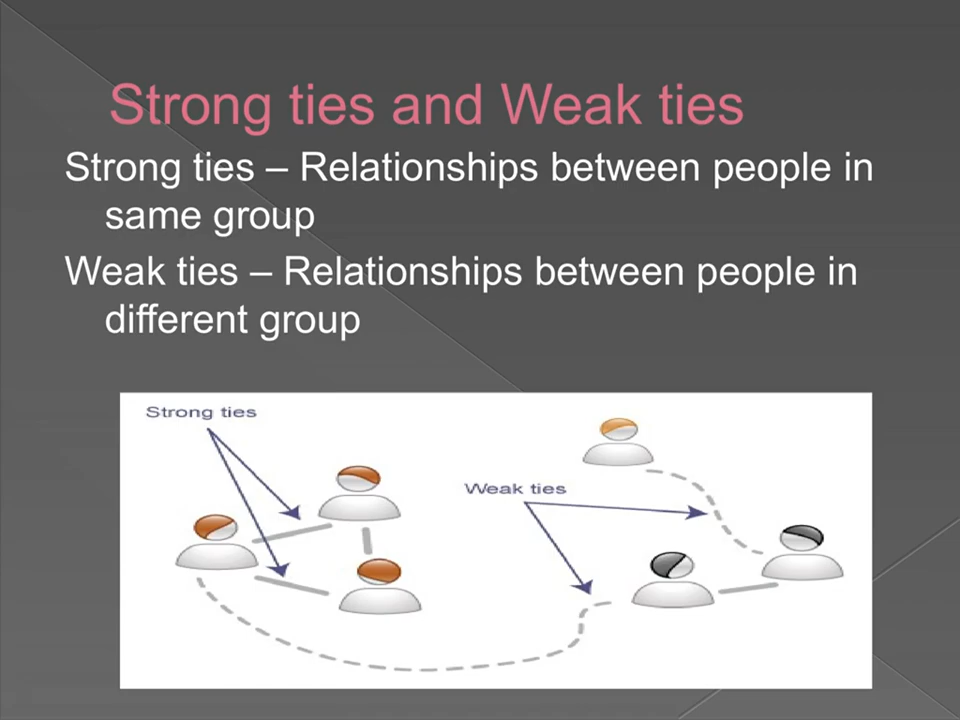 Strong ties and Weak ties
Strong ties – Relationships between people in
same group
Weak ties – Relationships between people in
different group
Strong ties
Weak ties